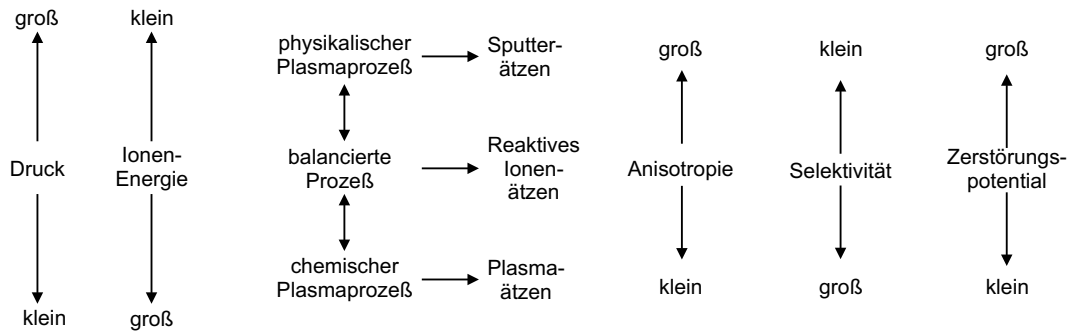 groß
klein
Druck
klein
Ionen-
Energie
groß
physikalischer
Plasmaprozeß
Sputter-
ätzen
balancierte
Prozeß
Reaktives
Ionen-
ätzen
chemischer
Plasmaprozeß
Plasma-
ätzen
groß
Anisotropie
klein
klein
Selektivität
groß
groß
Zerstörungs-
potential
klein